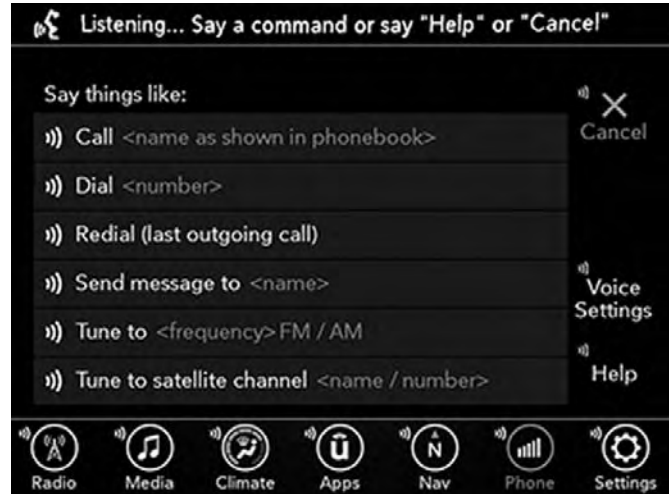 Listening... Say a command or say "Help" or "Cancel"
Say things like:
Call <name as shown in phonebook>
Dial <number>
Redial (last outgoing call)
Send message to <name>
Tune to <frequency> FM / AM
Tune to satellite channel <name / number>
Cancel
Voice
Settings
Help
Radio
Media
Climate
Apps
Nav
Phone
Settings
ū
N